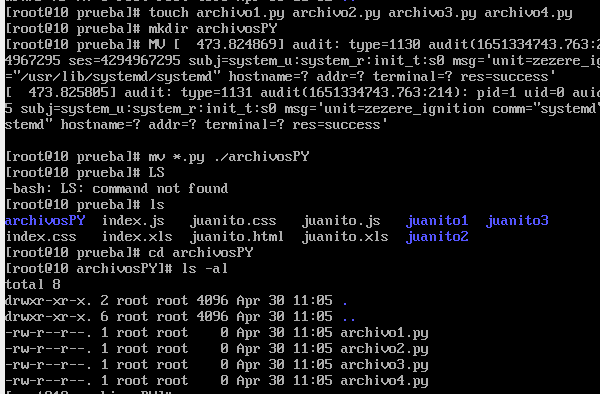 [root@10 prueba]# touch archivo1.py archivo2.py archivo3.py archivo4.py
[root@10 prueba]# mkdir archivosPY
[root@10 prueba]# MV [  473.824869] audit: type=1130 audit(1651334743.763:2
4967295 ses=4294967295 subj=system_u:system_r:init_t:s0 msg='unit=zezere_ig
="/usr/lib/systemd/systemd" hostname=? addr=? terminal=? res=success'
[  473.825805] audit: type=1131 audit(1651334743.763:214): pid=1 uid=0 auid
5 subj=system_u:system_r:init_t:s0 msg='unit=zezere_ignition comm="systemd"
stemd" hostname=? addr=? terminal=? res=success'
[root@10 prueba]# mv *.py ./archivosPY
[root@10 prueba]# LS
-bash: LS: command not found
[root@10 prueba]# ls
archivosPY  index.js   juanito.css   juanito.js   juanito1  juanito3
index.css   index.xls  juanito.html  juanito.xls  juanito2
[root@10 prueba]# cd archivosPY
[root@10 archivosPY]# ls -al
total 8
drwxr-xr-x. 2 root root 4096 Apr 30 11:05 .
drwxr-xr-x. 6 root root 4096 Apr 30 11:05 ..
-rw-r--r--. 1 root root    0 Apr 30 11:05 archivo1.py
-rw-r--r--. 1 root root    0 Apr 30 11:05 archivo2.py
-rw-r--r--. 1 root root    0 Apr 30 11:05 archivo3.py
-rw-r--r--. 1 root root    0 Apr 30 11:05 archivo4.py